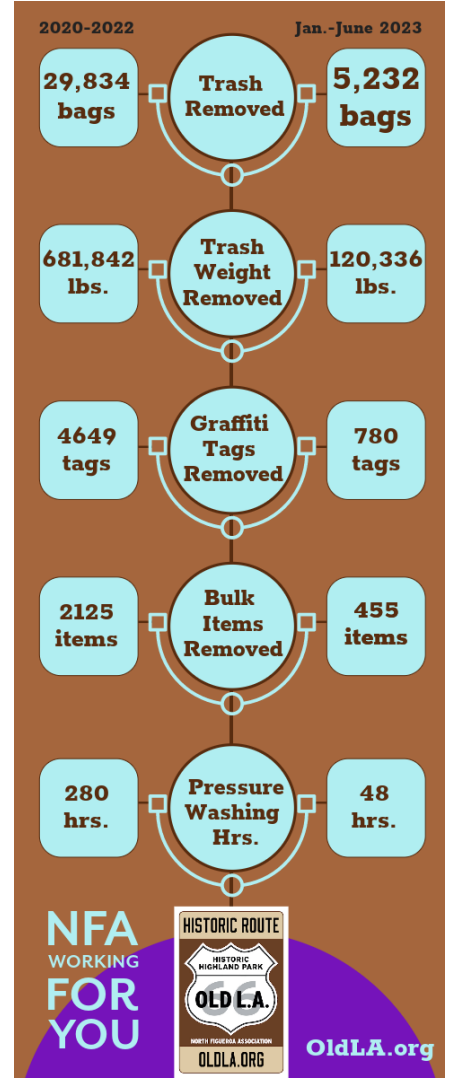 2020-2022 Jan.-June 2023
29,834
bags
Trash
Removed
5,232
bags
681,842
lbs.
Trash
Weight
Removed
120,336
lbs.
4649
tags
Graffiti
Tags
Removed
780
tags
2125
items
Bulk
Items
Removed
455
items
280
hrs.
Pressure
Washing
Hrs.
48
hrs.
NFA
WORKING
FOR
YOU
HISTORIC ROUTE
HISTORIC
HIGHLAND PARK
66
OLD L.A.
NORTH FIGUEROA ASSOCIATION
OLDLA.ORG
OldLA.org